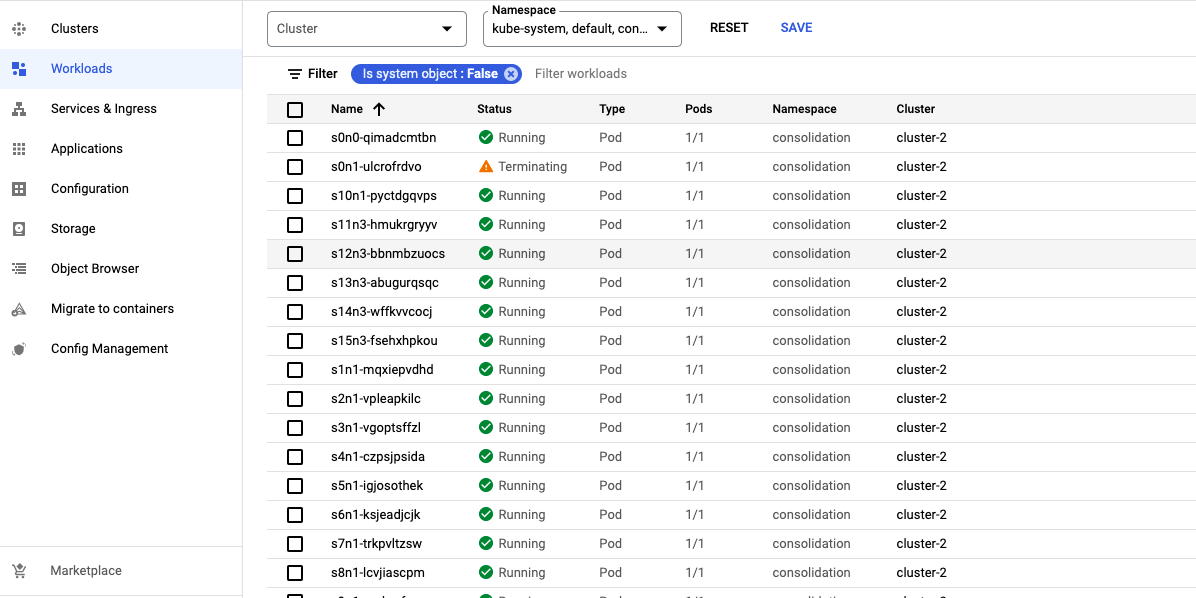 Clusters
Workloads
Services & Ingress
Applications
Configuration
Storage
Object Browser
Migrate to containers
Config Management
Marketplace
Cluster
Namespace
kube-system, default, con...
RESET
SAVE
Filter
Is system object : False
Filter workloads
Name Status Type Pods Namespace Cluster
s0n0-qimadcmtbn Running Pod 1/1 consolidation cluster-2
s0n1-ulcrofrdvo Terminating Pod 1/1 consolidation cluster-2
s10n1-pyctdgqvps Running Pod 1/1 consolidation cluster-2
s11n3-hmukrgryyv Running Pod 1/1 consolidation cluster-2
s12n3-bbnmbzuocs Running Pod 1/1 consolidation cluster-2
s13n3-abugurqsqc Running Pod 1/1 consolidation cluster-2
s14n3-wffkvvcocj Running Pod 1/1 consolidation cluster-2
s15n3-fsehxhpkou Running Pod 1/1 consolidation cluster-2
s1n1-mqxiepvdhd Running Pod 1/1 consolidation cluster-2
s2n1-vpleapkilc Running Pod 1/1 consolidation cluster-2
s3n1-vgoptsffzl Running Pod 1/1 consolidation cluster-2
s4n1-czpsjpsida Running Pod 1/1 consolidation cluster-2
s5n1-igjosothek Running Pod 1/1 consolidation cluster-2
s6n1-ksjeadjcjk Running Pod 1/1 consolidation cluster-2
s7n1-trkpvltzsw Running Pod 1/1 consolidation cluster-2
s8n1-lcvjiascpm Running Pod 1/1 consolidation cluster-2